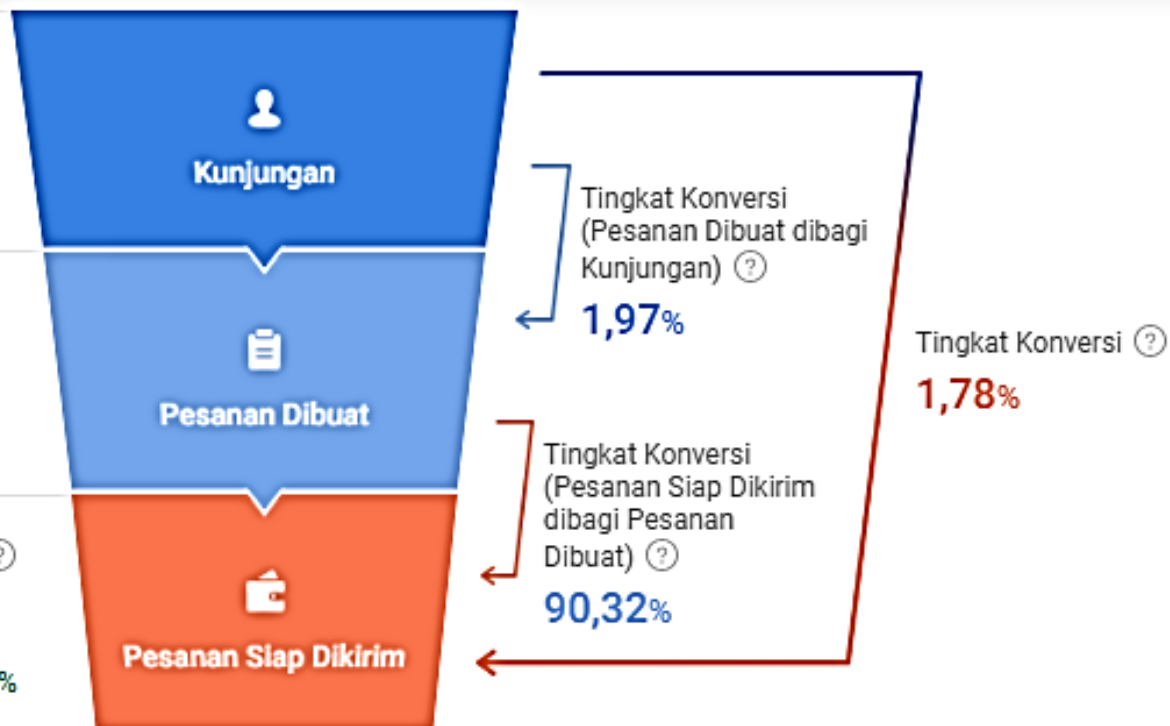 Kunjungan
Tingkat Konversi
(Pesanan Dibuat dibagi
Kunjungan) ?
1,97%
Tingkat Konversi ?
1,78%
Pesanan Dibuat
Tingkat Konversi
(Pesanan Siap Dikirim
dibagi Pesanan
Dibuat) ?
90,32%
?
Pesanan Siap Dikirim
%